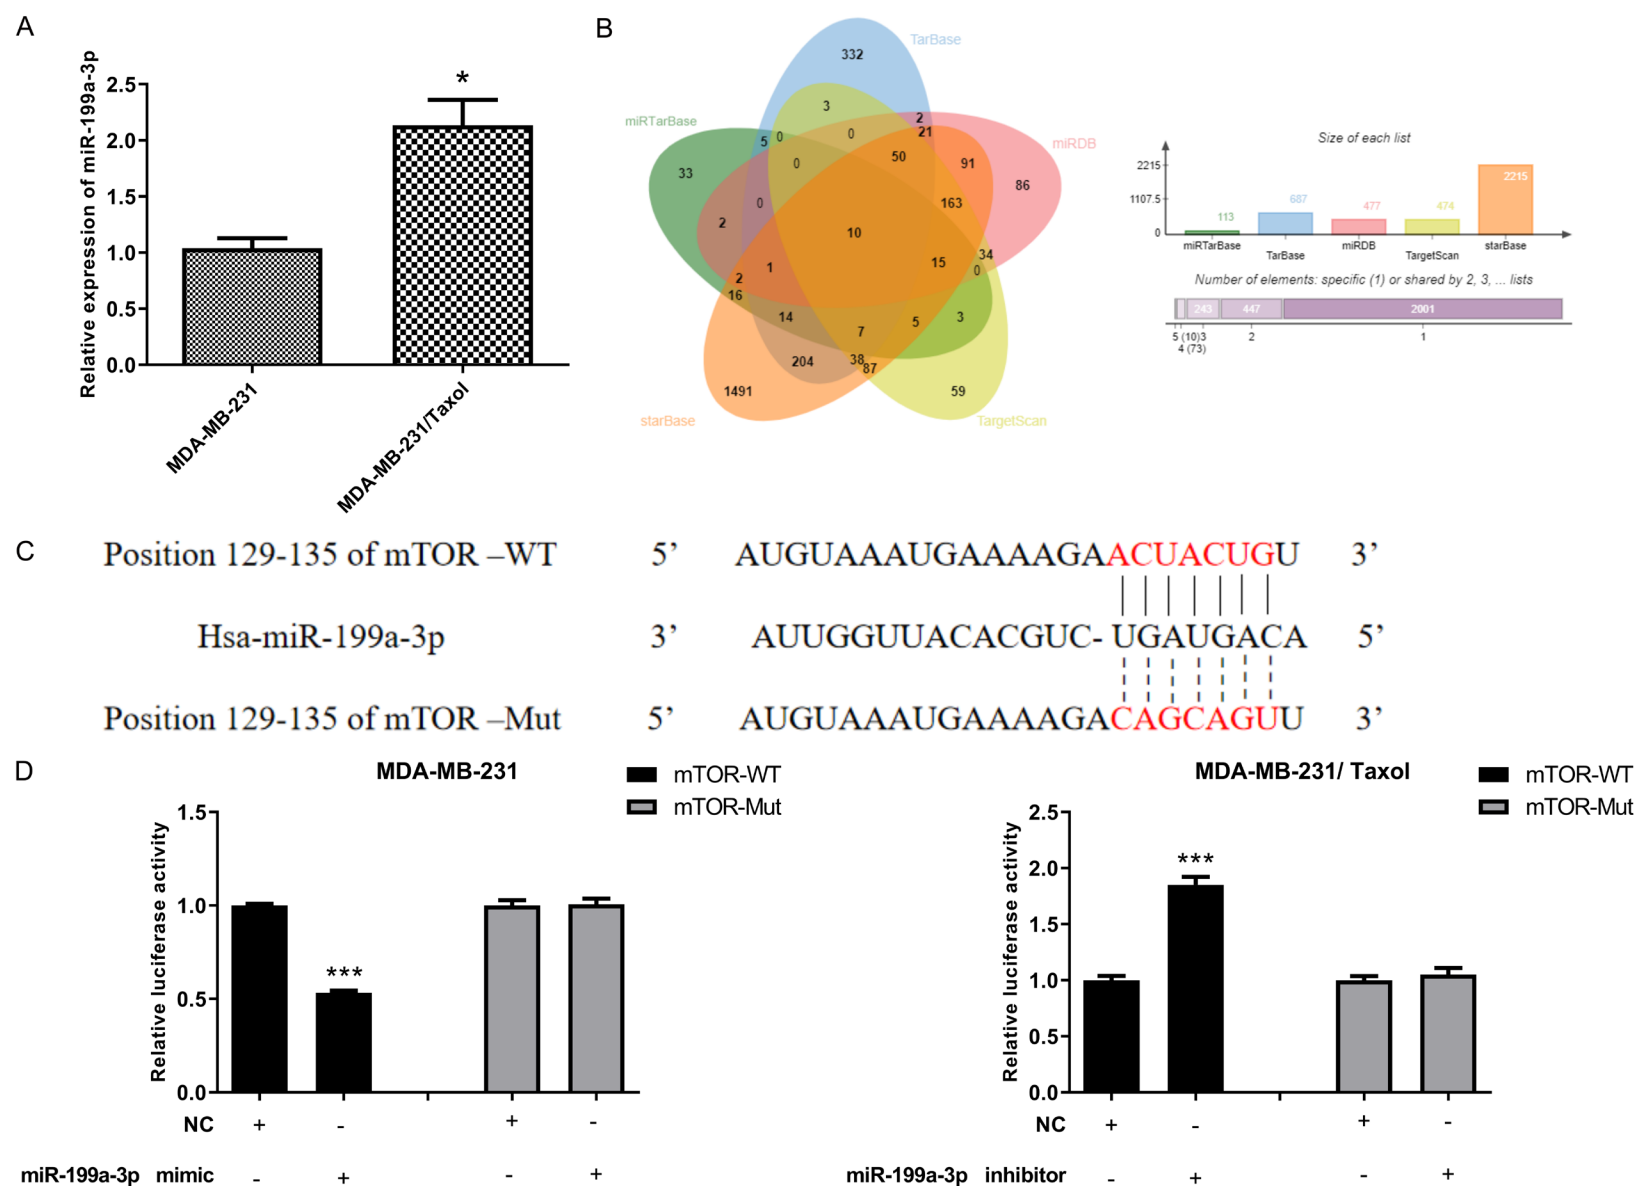 A
Relative expression of miR-199a-3p
2.5
2.0
1.5
1.0
0.5
0.0
*
MDA-MB-231
MDA-MB-231/Taxol
B
TarBase
miRTarBase
miRDB
starBase
TargetScan
332
3
2
21
5
0
0
0
50
91
33
86
0
163
2
10
34
0
15
1
2
16
14
5
3
7
204
38
87
1491
59
Size of each list
2215
1107.5
0
113
687
477
474
2215
miRTarBase
TarBase
miRDB
TargetScan
starBase
Number of elements: specific (1) or shared by 2, 3, ... lists
243
447
2001
5 (10)3
4 (73)
2
1
C
Position 129-135 of mTOR –WT 5’ AUGUAAAUGAAAAGAACUACUGU 3’
Hsa-miR-199a-3p 3’ AUUGGUUACACGUC- UGAUGACA 5’
Position 129-135 of mTOR –Mut 5’ AUGUAAAUGAAAAGACAGCAGUU 3’
D
MDA-MB-231
mTOR-WT
mTOR-Mut
Relative luciferase activity
1.5
1.0
0.5
0.0
***
NC + - + -
miR-199a-3p mimic - + - +
MDA-MB-231/ Taxol
mTOR-WT
mTOR-Mut
Relative luciferase activity
2.5
2.0
1.5
1.0
0.5
0.0
***
NC + - + -
miR-199a-3p inhibitor - + - +